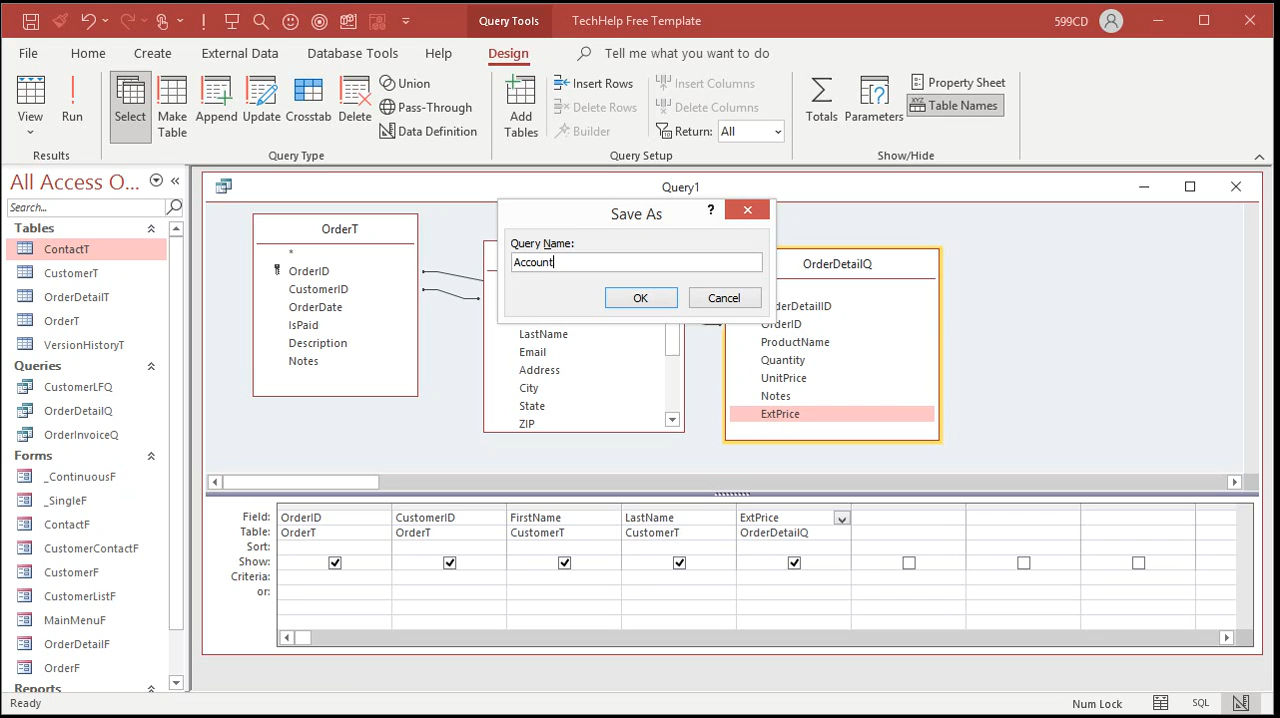 Query Tools
TechHelp Free Template
599CD
File
Home
Create
External Data
Database Tools
Help
Design
Tell me what you want to do
View
Run
Select
Make
Table
Append
Update
Crosstab
Delete
Union
Pass-Through
Data Definition
Add
Tables
Insert Rows
Delete Rows
Builder
Insert Columns
Delete Columns
Return:
All
Totals
Parameters
Property Sheet
XYZ
Table Names
Results
Query Type
Query Setup
Show/Hide
All Access O...
Search...
Tables
ContactT
CustomerT
OrderDetailT
OrderT
VersionHistoryT
Queries
CustomerLFQ
OrderDetailQ
OrderInvoiceQ
Forms
_ContinuousF
_SingleF
ContactF
CustomerContactF
CustomerF
CustomerListF
MainMenuF
OrderDetailF
OrderF
Reports
Query1
OrderT
*
OrderID
CustomerID
OrderDate
IsPaid
Description
Notes
Save As
?
Query Name:
Account
OK
Cancel
LastName
Email
Address
City
State
ZIP
OrderDetailQ
OrderID
ProductName
Quantity
UnitPrice
Notes
ExtPrice
Field:
OrderID
CustomerID
FirstName
LastName
ExtPrice
Table:
OrderT
OrderT
CustomerT
CustomerT
OrderDetailQ
Sort:
Show:
Criteria:
or:
Ready
Num Lock
SQL